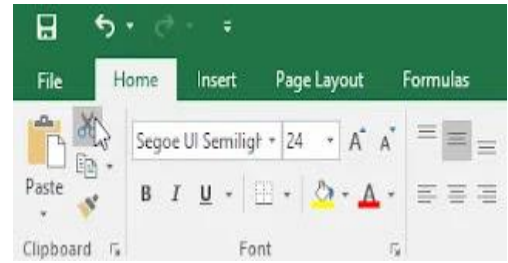 File Home Insert Page Layout Formulas
Segoe UI Semiligh 24 A A
Paste B I U A
Clipboard Font